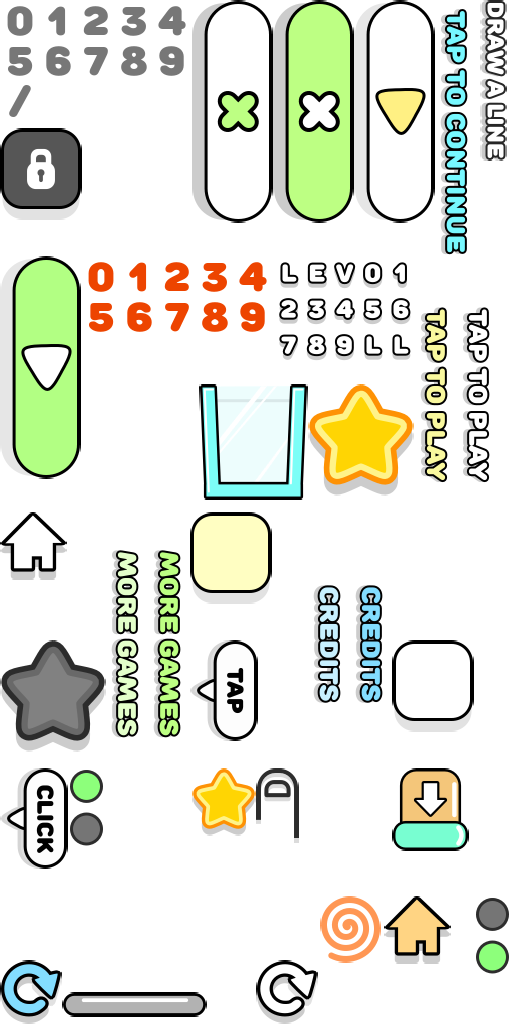 0 1 2 3 4
5 6 7 8 9
/
DRAW A LINE
TAP TO CONTINUE
0 1 2 3 4
5 6 7 8 9
L E V 0 1
2 3 4 5 6
7 8 9 L L
TAP TO PLAY
TAP TO PLAY
MORE GAMES
MORE GAMES
CREDITS
CREDITS
TAP
CLICK